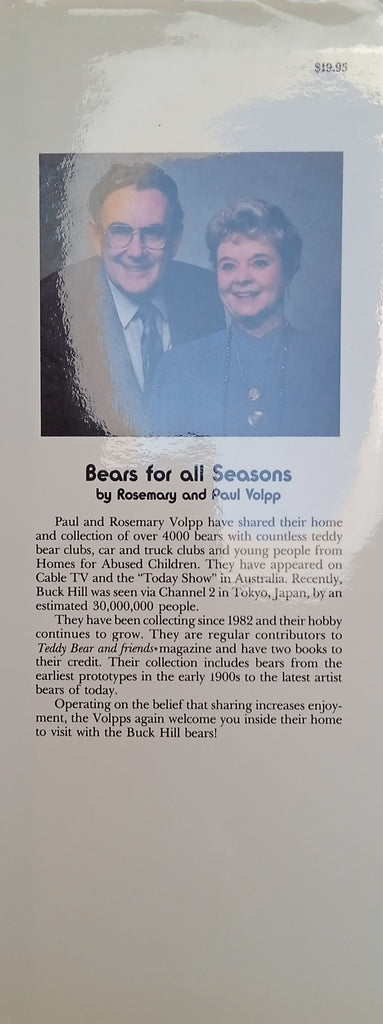 $19.95
Bears for all Seasons
by Rosemary and Paul Volpp
Paul and Rosemary Volpp have shared their home
and collection of over 4000 bears with countless teddy
bear clubs, car and truck clubs and young people from
Homes for Abused Children. They have appeared on
Cable TV and the "Today Show" in Australia. Recently,
Buck Hill was seen via Channel 2 in Tokyo, Japan, by an
estimated 30,000,000 people.
They have been collecting since 1982 and their hobby
continues to grow. They are regular contributors to
Teddy Bear and friends® magazine and have two books to
their credit. Their collection includes bears from the
earliest prototypes in the early 1900s to the latest artist
bears of today.
Operating on the belief that sharing increases enjoy-
ment, the Volpps again welcome you inside their home
to visit with the Buck Hill bears!